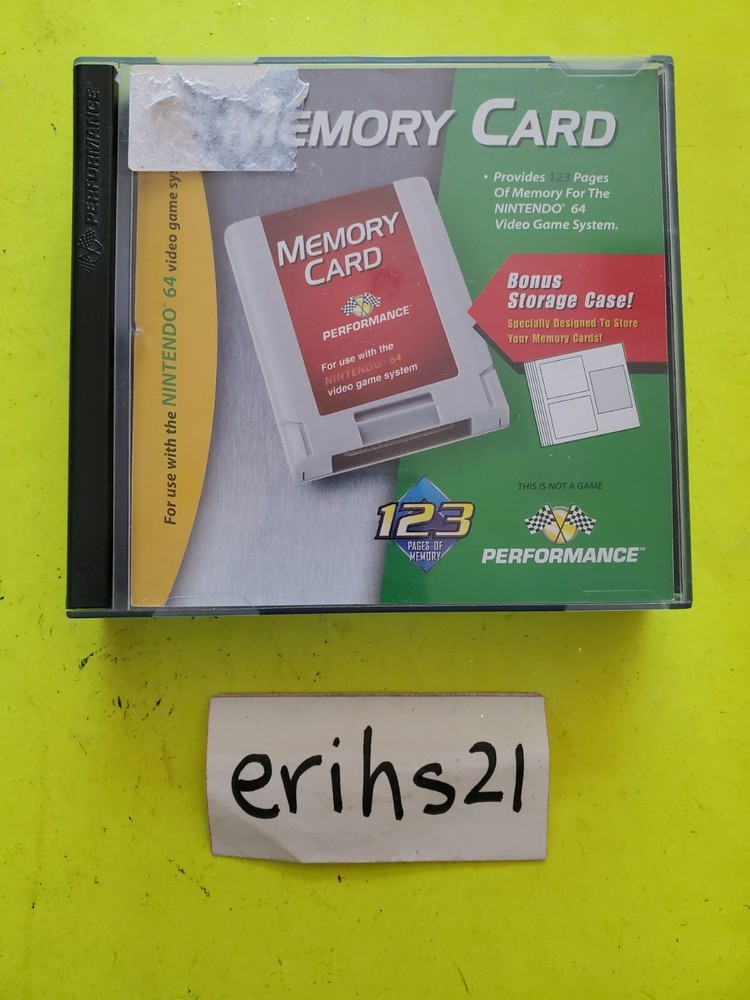 MEMORY CARD
• Provides 123 Pages
Of Memory For The
NINTENDO® 64
Video Game System.
Bonus
Storage Case!
Specially Designed To Store
Your Memory Cards!
MEMORY
CARD
PERFORMANCE™
For use with the
NINTENDO® 64
video game system
For use with the NINTENDO® 64 video game sys
PERFORMANCE
123
PAGES OF
MEMORY
THIS IS NOT A GAME
PERFORMANCE™
erihs21